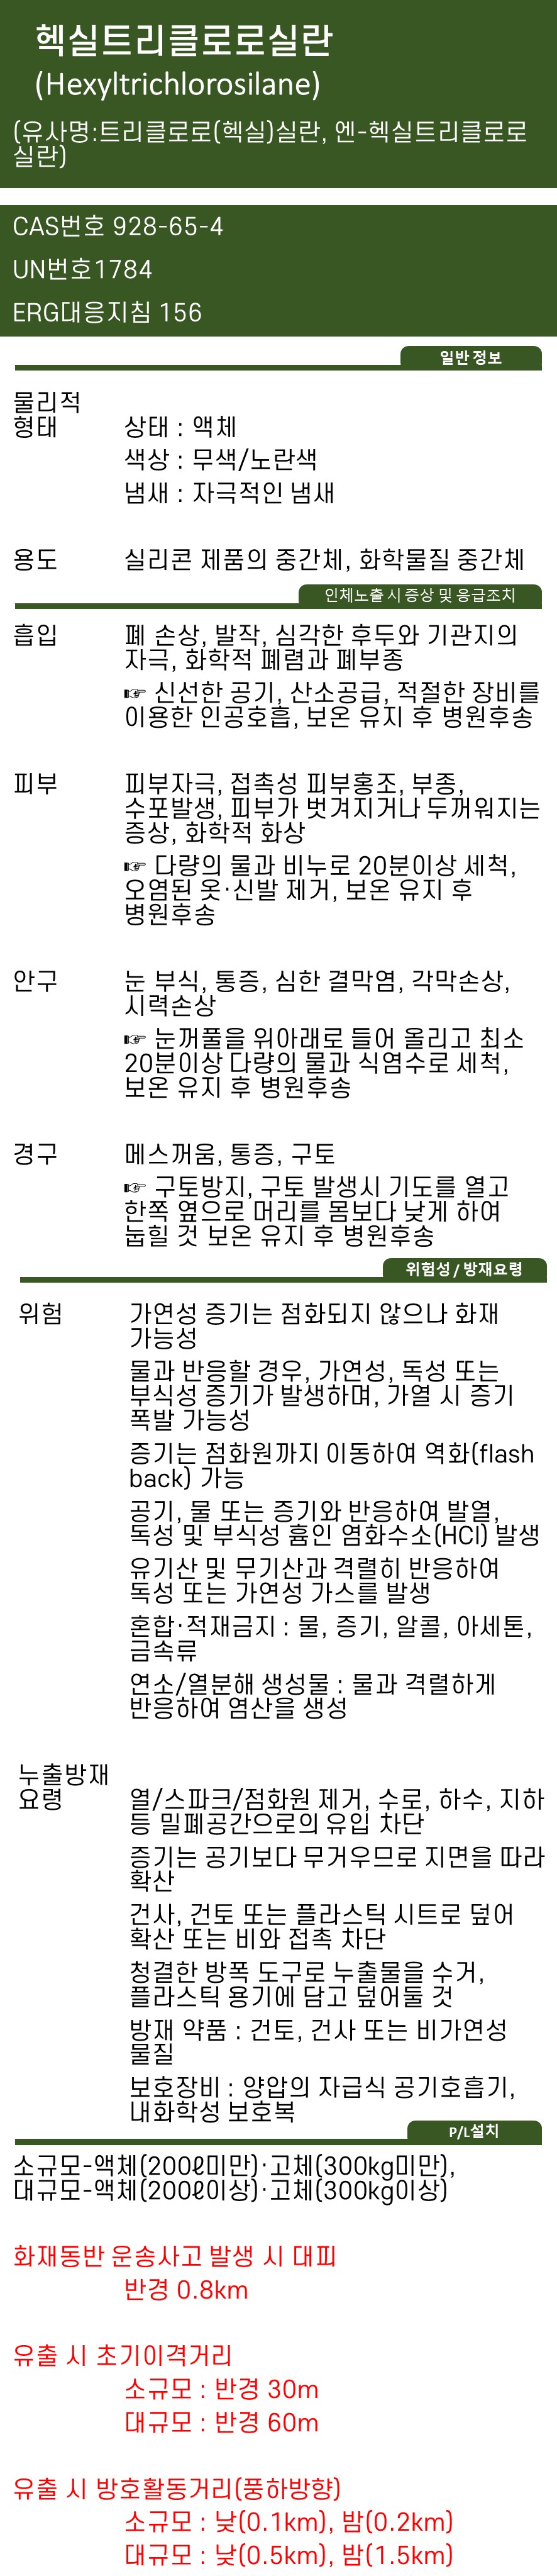 헥실트리클로로실란
(Hexyltrichlorosilane)
(유사명:트리클로로(헥실)실란, 엔-헥실트리클로로
실란)
CAS번호 928-65-4
UN번호1784
ERG대응지침 156
일반 정보
물리적
형태 상태 : 액체
색상 : 무색/노란색
냄새 : 자극적인 냄새
용도 실리콘 제품의 중간체, 화학물질 중간체
인체노출 시 증상 및 응급조치
흡입 폐 손상, 발작, 심각한 후두와 기관지의
자극, 화학적 폐렴과 폐부종
☞ 신선한 공기, 산소공급, 적절한 장비를
이용한 인공호흡, 보온 유지 후 병원후송
피부 피부자극, 접촉성 피부홍조, 부종,
수포발생, 피부가 벗겨지거나 두꺼워지는
증상, 화학적 화상
☞ 다량의 물과 비누로 20분이상 세척,
오염된 옷·신발 제거, 보온 유지 후
병원후송
안구 눈 부식, 통증, 심한 결막염, 각막손상,
시력손상
☞ 눈꺼풀을 위아래로 들어 올리고 최소
20분이상 다량의 물과 식염수로 세척,
보온 유지 후 병원후송
경구 메스꺼움, 통증, 구토
☞ 구토방지, 구토 발생시 기도를 열고
한쪽 옆으로 머리를 몸보다 낮게 하여
눕힐 것 보온 유지 후 병원후송
위험성 / 방재요령
위험 가연성 증기는 점화되지 않으나 화재
가능성
물과 반응할 경우, 가연성, 독성 또는
부식성 증기가 발생하며, 가열 시 증기
폭발 가능성
증기는 점화원까지 이동하여 역화(flash
back) 가능
공기, 물 또는 증기와 반응하여 발열,
독성 및 부식성 흄인 염화수소(HCl) 발생
유기산 및 무기산과 격렬히 반응하여
독성 또는 가연성 가스를 발생
혼합·적재금지 : 물, 증기, 알콜, 아세톤,
금속류
연소/열분해 생성물 : 물과 격렬하게
반응하여 염산을 생성
누출방재
요령 열/스파크/점화원 제거, 수로, 하수, 지하
등 밀폐공간으로의 유입 차단
증기는 공기보다 무거우므로 지면을 따라
확산
건사, 건토 또는 플라스틱 시트로 덮어
확산 또는 비와 접촉 차단
청결한 방폭 도구로 누출물을 수거,
플라스틱 용기에 담고 덮어둘 것
방재 약품 : 건토, 건사 또는 비가연성
물질
보호장비 : 양압의 자급식 공기호흡기,
내화학성 보호복
P/L설치
소규모-액체(200ℓ미만)·고체(300kg미만),
대규모-액체(200ℓ이상)·고체(300kg이상)
화재동반 운송사고 발생 시 대피
반경 0.8km
유출 시 초기이격거리
소규모 : 반경 30m
대규모 : 반경 60m
유출 시 방호활동거리(풍하방향)
소규모 : 낮(0.1km), 밤(0.2km)
대규모 : 낮(0.5km), 밤(1.5km)